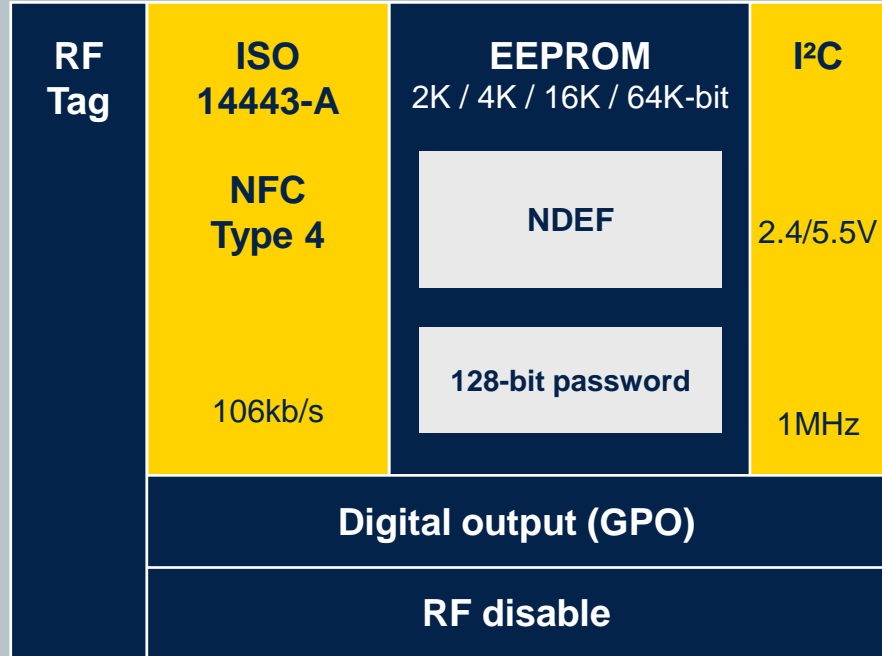 RF
Tag
ISO
14443-A
NFC
Type 4
106kb/s
EEPROM
2K / 4K / 16K / 64K-bit
NDEF
128-bit password
I²C
2.4/5.5V
1MHz
Digital output (GPO)
RF disable